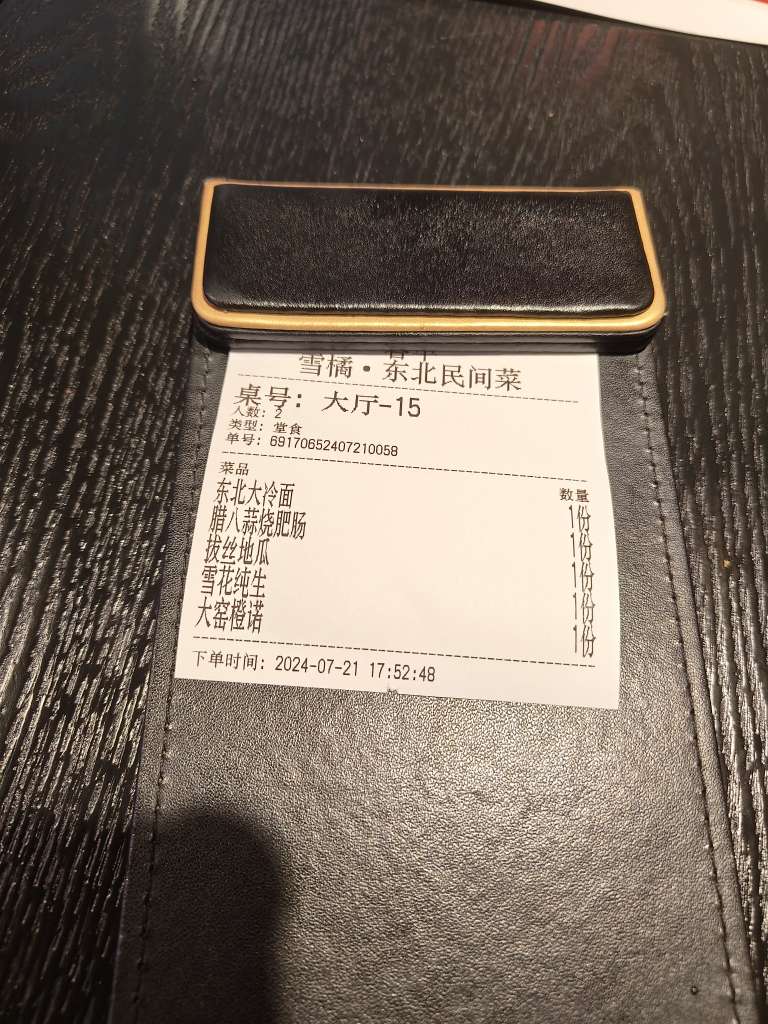 雪橘·东北民间菜
桌号: 大厅-15
人数: 2
类型: 堂食
单号: 69170652407210058
菜品 数量
东北大冷面 1份
腊八蒜烧肥肠 1份
拔丝地瓜 1份
雪花纯生 1份
大窑橙诺 1份
下单时间: 2024-07-21 17:52:48